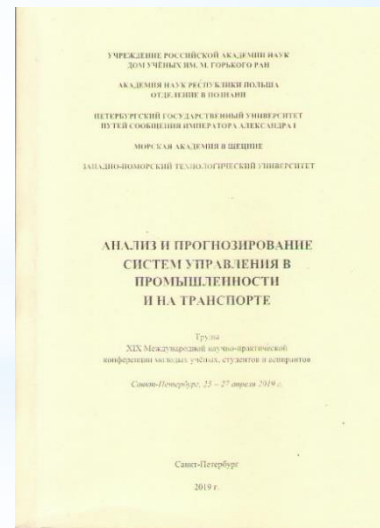 УЧРЕЖДЕНИЕ РОССИЙСКОЙ АКАДЕМИИ НАУК
ДОМ УЧЁНЫХ ИМ. М. ГОРЬКОГО РАН
АКАДЕМИЯ НАУК РЕСПУБЛИКИ ПОЛЬША
ОТДЕЛЕНИЕ В ПОЗНАНИ
ПЕТЕРБУРГСКИЙ ГОСУДАРСТВЕННЫЙ УНИВЕРСИТЕТ
ПУТЕЙ СООБЩЕНИЯ ИМПЕРАТОРА АЛЕКСАНДРА I
МОРСКАЯ АКАДЕМИЯ В ЩЕЦИНЕ
ЗАПАДНО-ПОМОРСКИЙ ТЕХНОЛОГИЧЕСКИЙ УНИВЕРСИТЕТ
АНАЛИЗ И ПРОГНОЗИРОВАНИЕ
СИСТЕМ УПРАВЛЕНИЯ В
ПРОМЫШЛЕННОСТИ
И НА ТРАНСПОРТЕ
Труды
XIX Международной научно-практической
конференции молодых учёных, студентов и аспирантов
Санкт-Петербург, 25 – 27 апреля 2019 г.
Санкт-Петербург
2019 г.